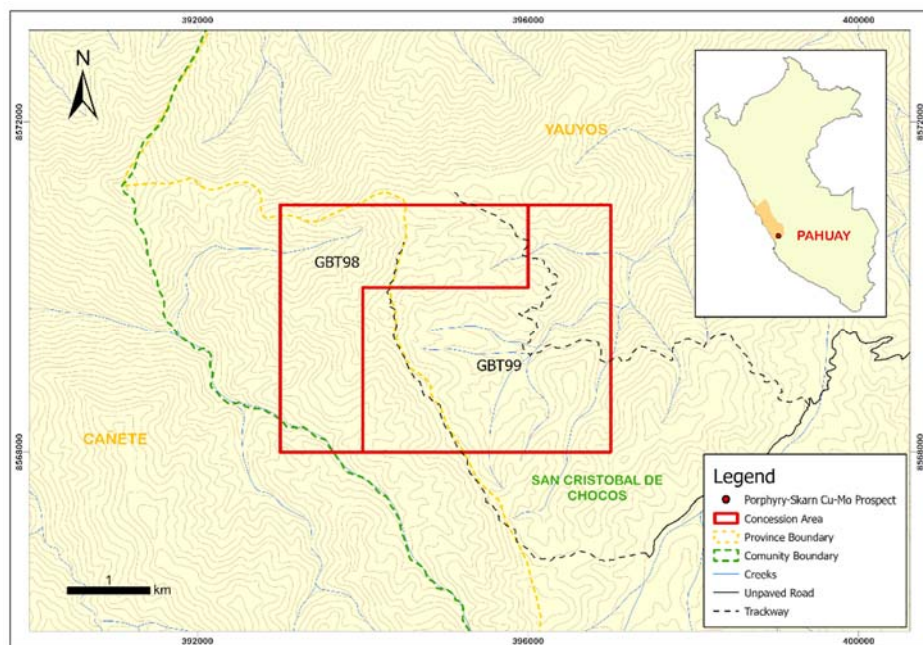 392000
396000
400000
N
8572000
8572000
YAUYOS
PAHUAY
GBT98
GBT99
CAÑETE
8568000
8568000
SAN CRISTOBAL DE
CHOCOS
Legend
Porphyry-Skarn Cu-Mo Prospect
Concession Area
Province Boundary
Comunity Boundary
Creeks
Unpaved Road
Trackway
1
km
392000
396000
400000